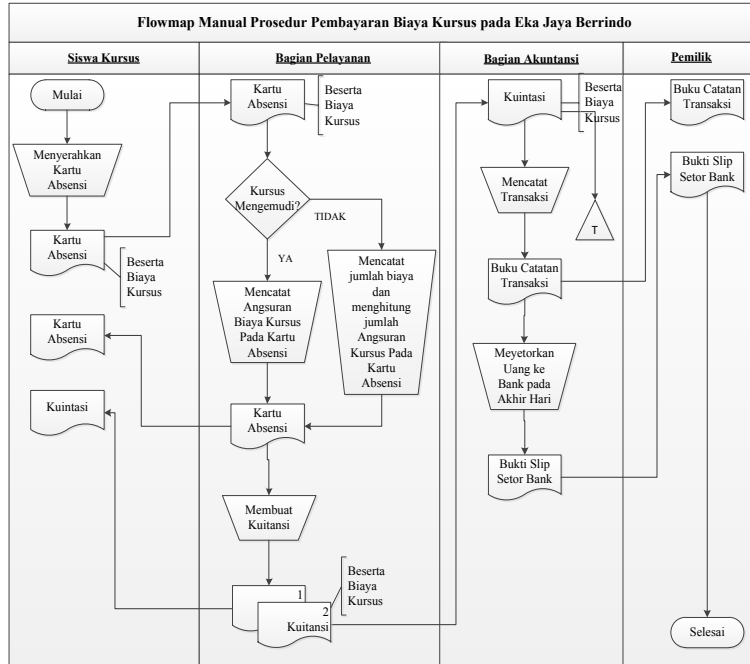 Flowmap Manual Prosedur Pembayaran Biaya Kursus pada Eka Jaya Berrindo
Siswa Kursus
Mulai
Menyerahkan
Kartu
Absensi
Kartu
Absensi
Beserta
Biaya
Kursus
Kartu
Absensi
Kuintasi
Bagian Pelayanan
Kartu
Absensi
Beserta
Biaya
Kursus
Kursus
Mengemudi?
TIDAK
YA
Mencatat
Angsuran
Biaya Kursus
Pada Kartu
Absensi
Mencatat
jumlah biaya
dan
menghitung
jumlah
Angsuran
Kursus Pada
Kartu
Absensi
Kartu
Absensi
Membuat
Kuitansi
1
2
Kuitansi
Beserta
Biaya
Kursus
Bagian Akuntansi
Kuintasi
Beserta
Biaya
Kursus
Mencatat
Transaksi
T
Buku Catatan
Transaksi
Meyetorkan
Uang ke
Bank pada
Akhir Hari
Bukti Slip
Setor Bank
Pemilik
Buku Catatan
Transaksi
Bukti Slip
Setor Bank
Selesai